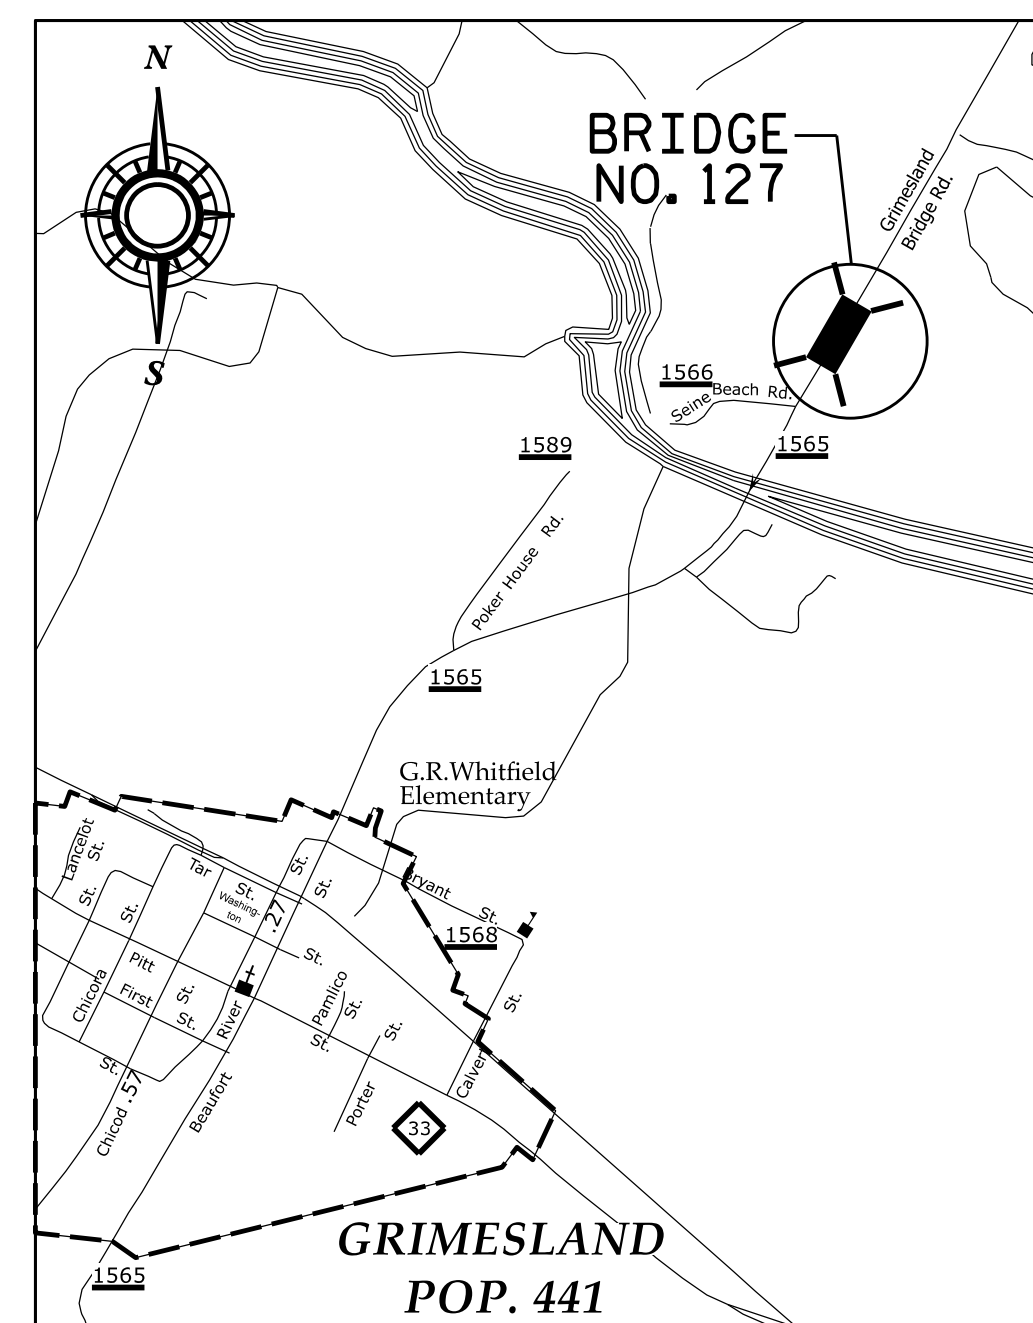 N
BRIDGE
NO. 127
Grimesland
Bridge Rd.
S
1566
Seine Beach Rd.
1589
1565
Poker House Rd.
1565
G.R.Whitfield
Elementary
Lancelot
St.
Tar
St.
St.
St.
St.
St.
Washing-
ton
.27
Bryant
St.
1568
Pitt
St.
Chicora
First
St.
St.
River
Pamlico
St.
St.
St.
St.
St.
Calvert
Chicod .57
Beaufort
Porter
33
GRIMESLAND
POP. 441
1565